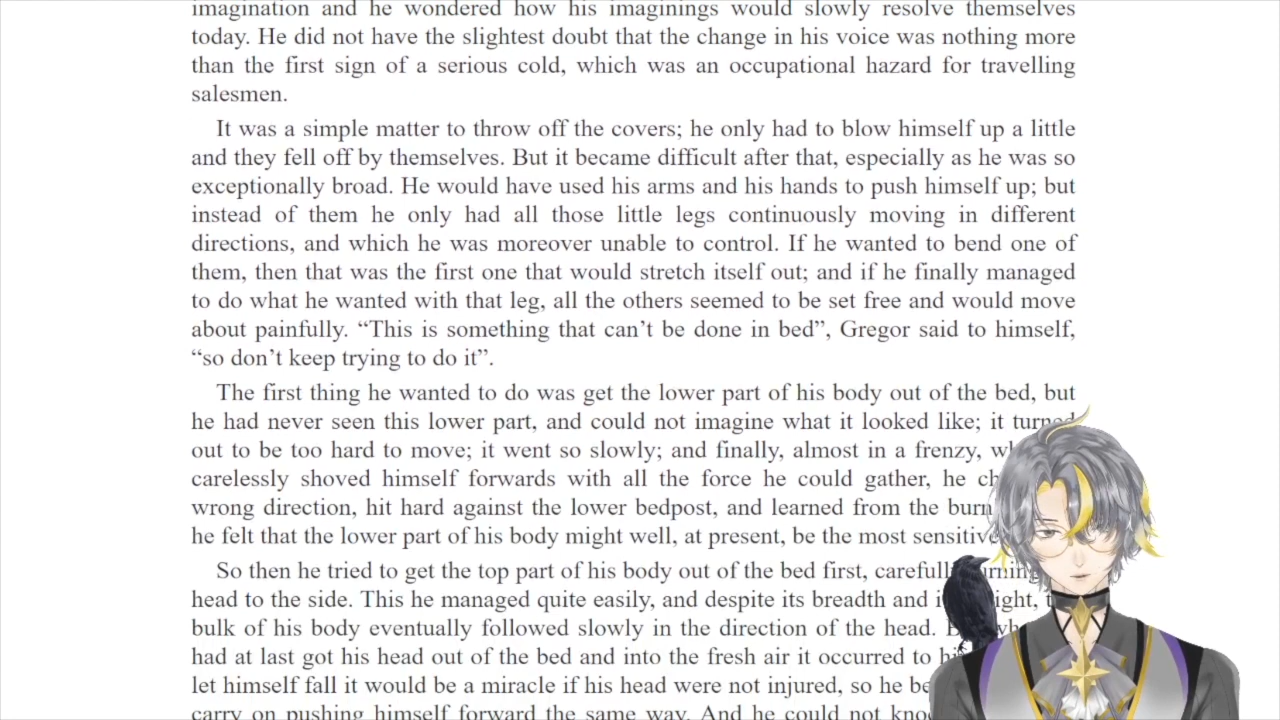 imagination and he wondered how his imaginings would slowly resolve themselves
today. He did not have the slightest doubt that the change in his voice was nothing more
than the first sign of a serious cold, which was an occupational hazard for travelling
salesmen.
It was a simple matter to throw off the covers; he only had to blow himself up a little
and they fell off by themselves. But it became difficult after that, especially as he was so
exceptionally broad. He would have used his arms and his hands to push himself up; but
instead of them he only had all those little legs continuously moving in different
directions, and which he was moreover unable to control. If he wanted to bend one of
them, then that was the first one that would stretch itself out; and if he finally managed
to do what he wanted with that leg, all the others seemed to be set free and would move
about painfully. “This is something that can’t be done in bed”, Gregor said to himself,
“so don’t keep trying to do it”.
The first thing he wanted to do was get the lower part of his body out of the bed, but
he had never seen this lower part, and could not imagine what it looked like; it turned
out to be too hard to move; it went so slowly; and finally, almost in a frenzy,
carelessly shoved himself forwards with all the force he could gather, he
wrong direction, hit hard against the lower bedpost, and learned from the
he felt that the lower part of his body might well, at present, be the most sensitive
So then he tried to get the top part of his body out of the bed first,
head to the side. This he managed quite easily, and despite its breadth and
bulk of his body eventually followed slowly in the direction of the head.
had at last got his head out of the bed and into the fresh air it occurred to
let himself fall it would be a miracle if his head were not injured, so he
carry on pushing himself forward the same way. And he could not